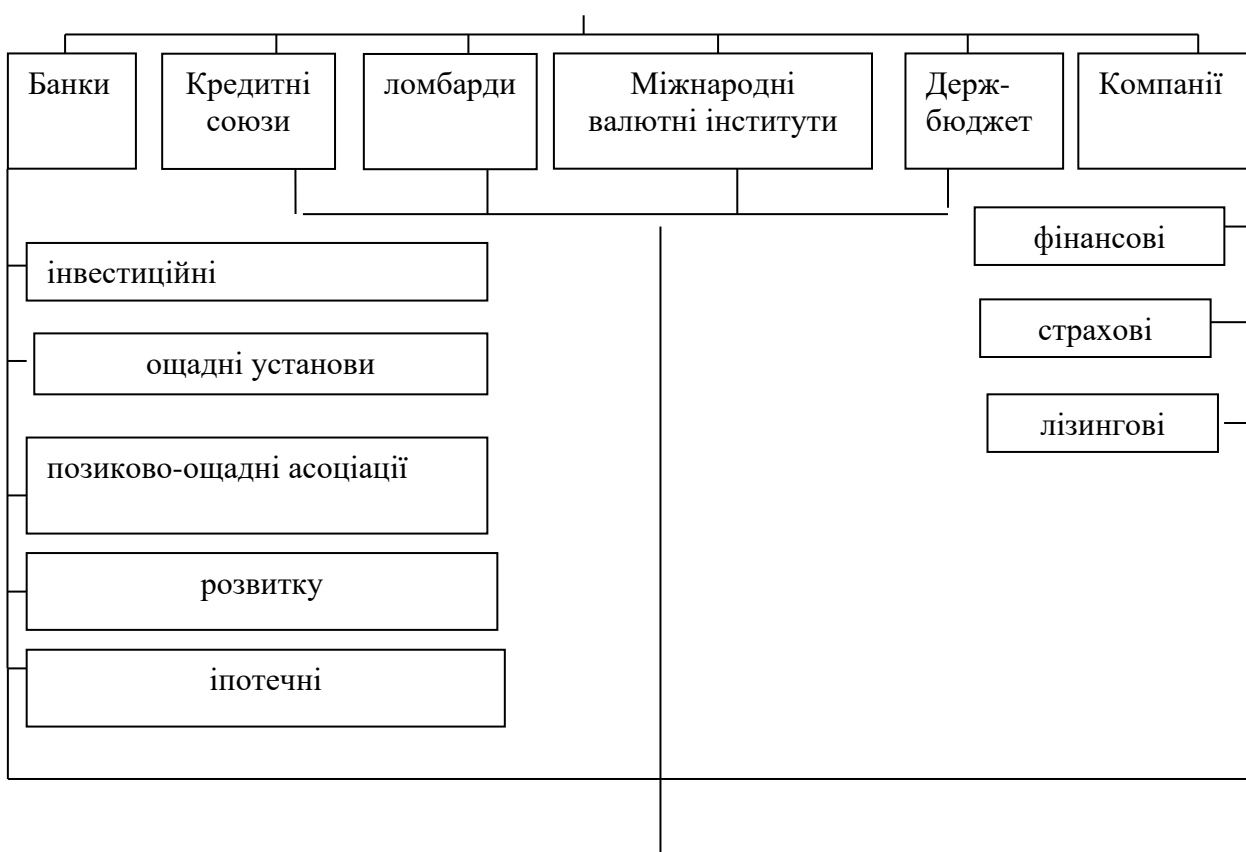 Банки
Кредитні
союзи
ломбарди
Міжнародні
валютні інститути
Держ-
бюджет
Компанії
фінансові
інвестиційні
страхові
ощадні установи
лізингові
позиково-ощадні асоціації
розвитку
іпотечні